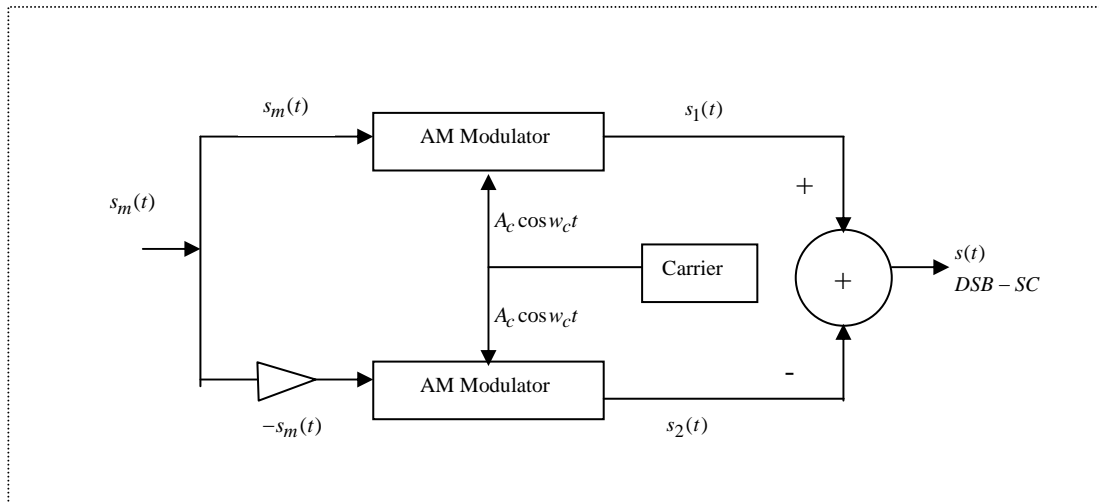 s_m(t)
s_m(t)
AM Modulator
s_1(t)
+
A_c cos w_c t
Carrier
+
s(t)
DSB – SC
A_c cos w_c t
AM Modulator
-
−s_m(t)
s_2(t)